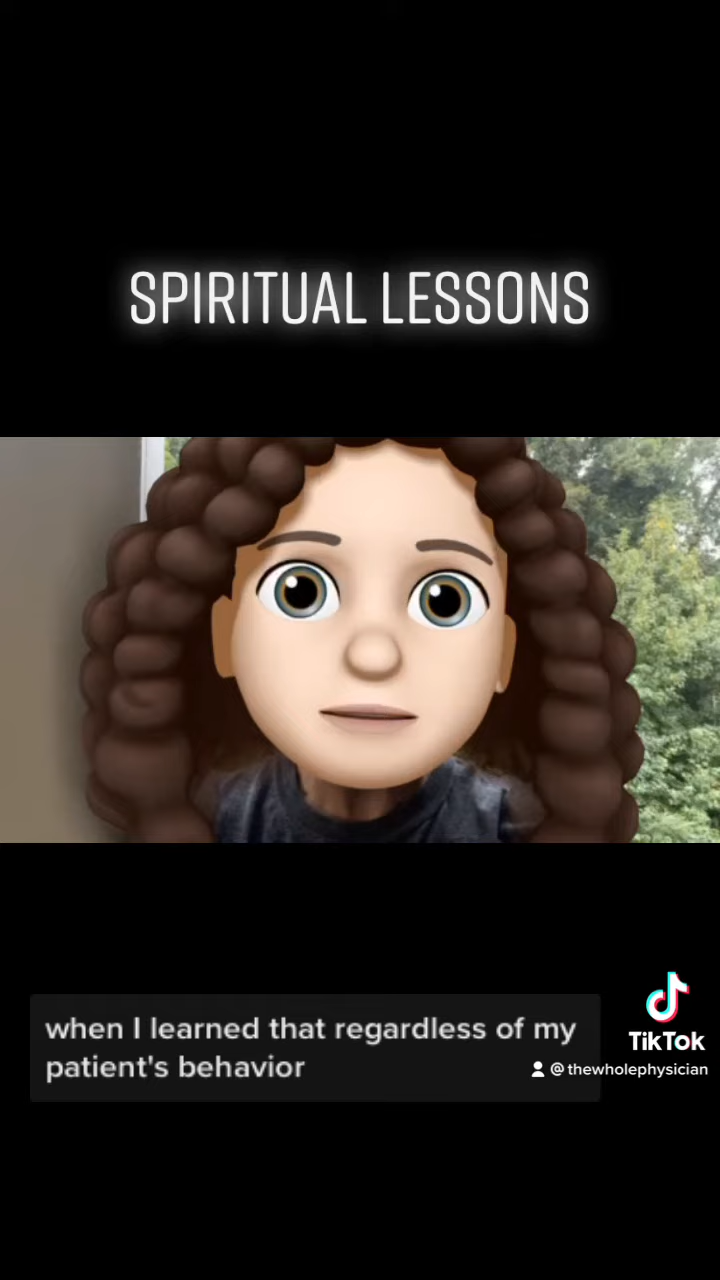 SPIRITUAL LESSONS
when I learned that regardless of my
patient's behavior
TikTok
@thewholephysician